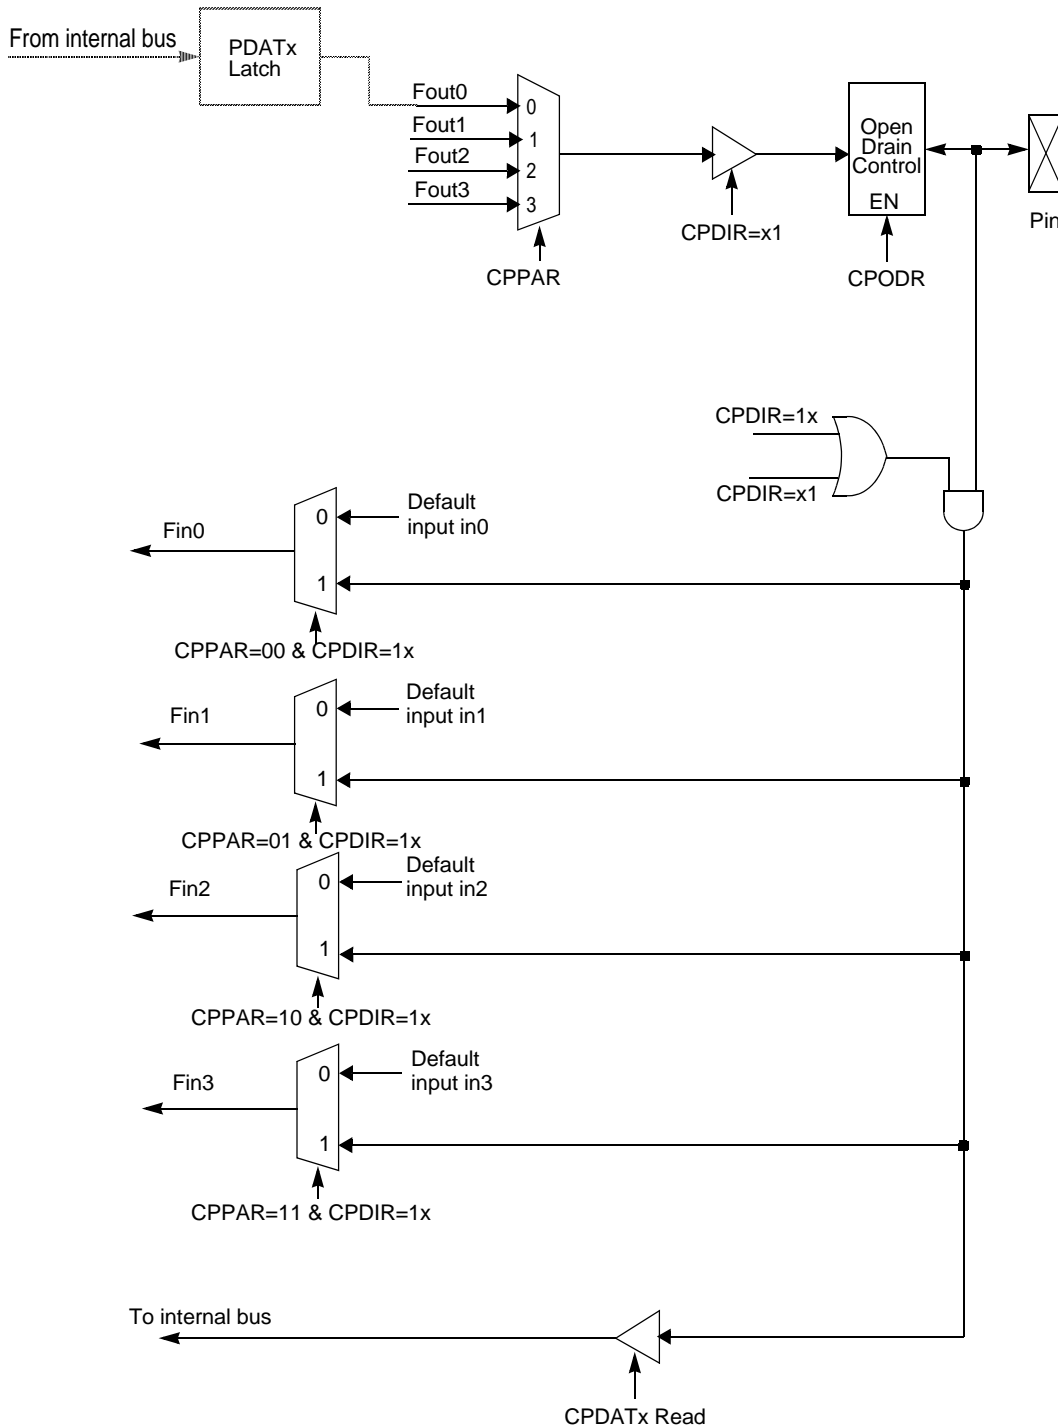 From internal bus
PDATx
Latch
Fout0
Fout1
Fout2
Fout3
0
1
2
3
CPPAR
CPDIR=x1
Open
Drain
Control
EN
CPODR
Pin
CPDIR=1x
CPDIR=x1
Fin0
0
1
Default
input in0
CPPAR=00 & CPDIR=1x
Fin1
0
1
Default
input in1
CPPAR=01 & CPDIR=1x
Fin2
0
1
Default
input in2
CPPAR=10 & CPDIR=1x
Fin3
0
1
Default
input in3
CPPAR=11 & CPDIR=1x
To internal bus
CPDATx Read